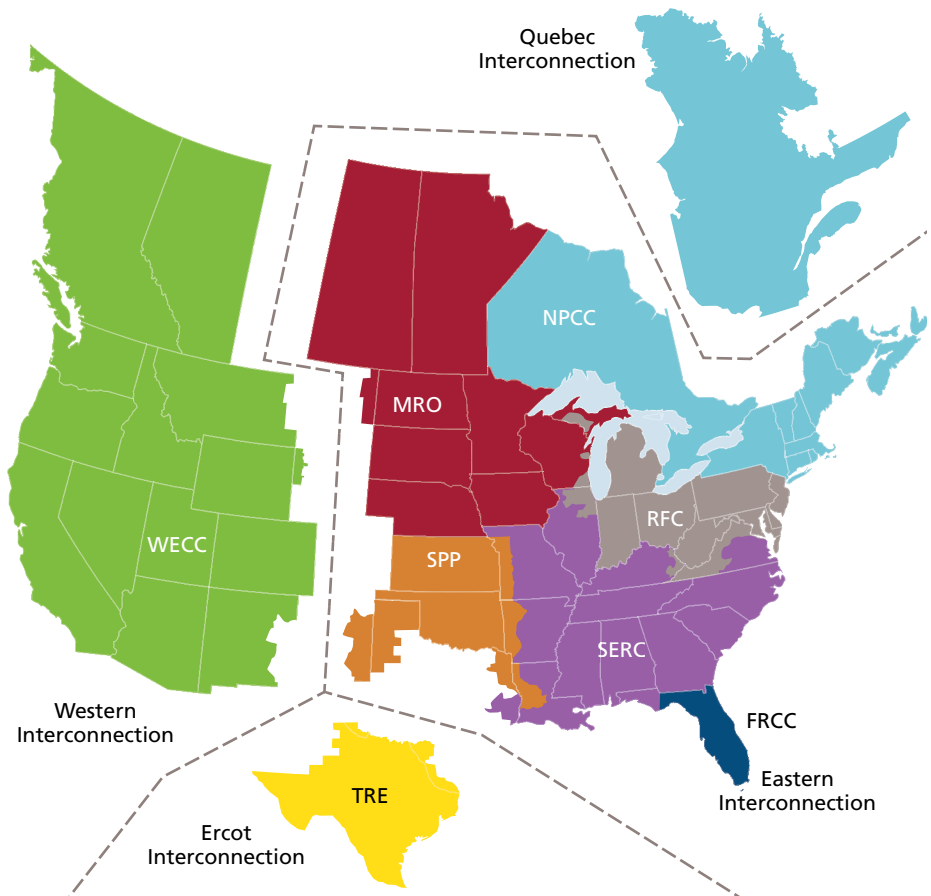 Quebec
Interconnection
NPCC
MRO
RFC
WECC
SPP
SERC
Western
Interconnection
FRCC
Eastern
Interconnection
TRE
Ercot
Interconnection